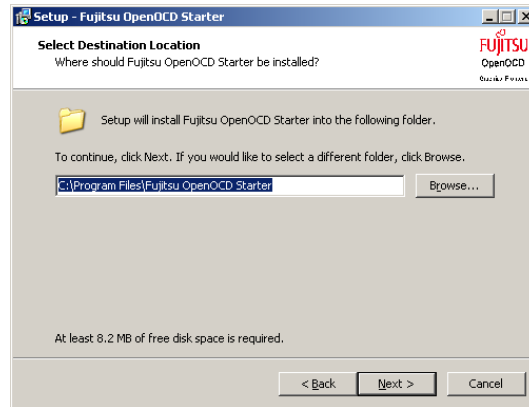 Setup - Fujitsu OpenOCD Starter
Select Destination Location
Where should Fujitsu OpenOCD Starter be installed?
FUJITSU
OpenOCD
Setup will install Fujitsu OpenOCD Starter into the following folder.
To continue, click Next. If you would like to select a different folder, click Browse.
C:\Program Files\Fujitsu OpenOCD Starter
Browse...
At least 8.2 MB of free disk space is required.
< Back
Next >
Cancel